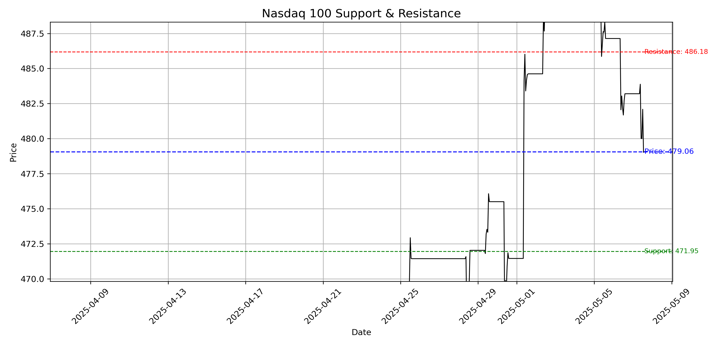 Nasdaq 100 Support & Resistance
487.5
485.0
482.5
480.0
477.5
475.0
472.5
470.0
Price
Resistance: 486.18
Price: 479.06
Support: 471.95
2025-04-09
2025-04-13
2025-04-17
2025-04-21
2025-04-25
2025-04-29
2025-05-01
2025-05-05
2025-05-09
Date